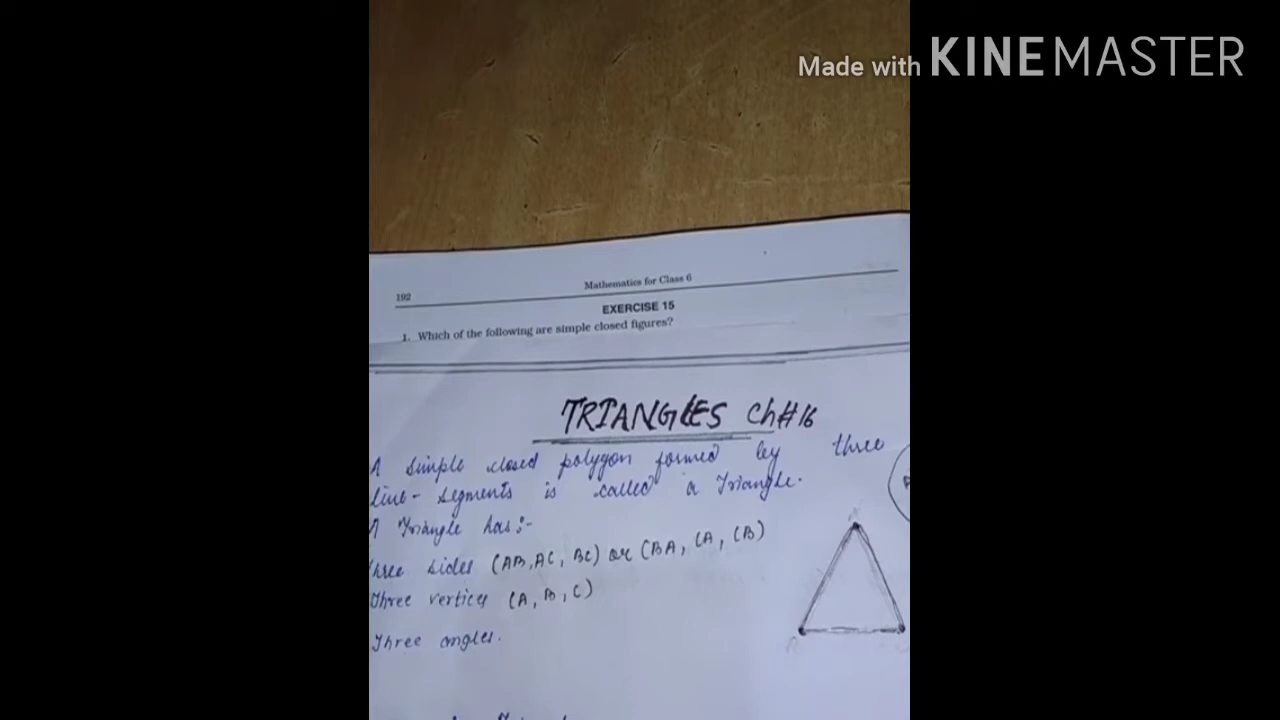 Made with KINEMASTER
192
Mathematics for Class 6
EXERCISE 15
1. Which of the following are simple closed figures?
TRIANGLES Ch#16
A simple closed polygon formed by three
line-segments is called a Triangle.
A Triangle has:-
Three sides (AB, AC, BC) or (BA, CA, CB)
Three vertices (A, B, C)
Three angles.